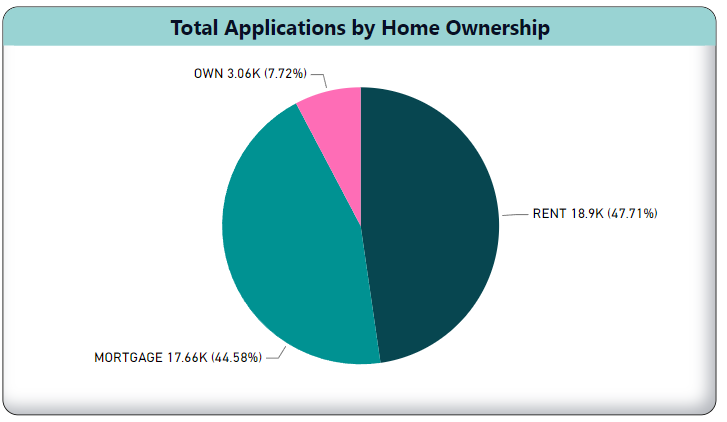 Total Applications by Home Ownership
OWN 3.06K (7.72%)
RENT 18.9K (47.71%)
MORTGAGE 17.66K (44.58%)